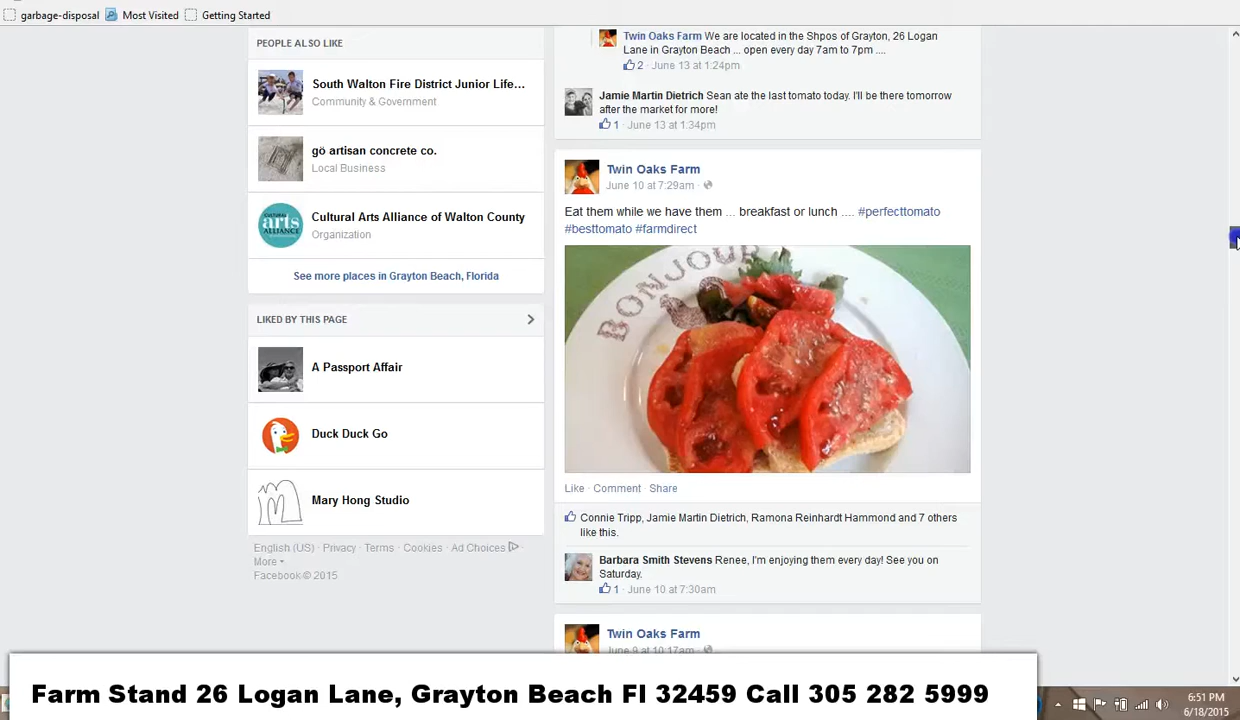 garbage-disposal Most Visited Getting Started
PEOPLE ALSO LIKE
South Walton Fire District Junior Life...
Community & Government
gö artisan concrete co.
Local Business
CULTURAL
arts
ALLIANCE
Cultural Arts Alliance of Walton County
Organization
See more places in Grayton Beach, Florida
LIKED BY THIS PAGE
A Passport Affair
Duck Duck Go
Mary Hong Studio
English (US) · Privacy · Terms · Cookies · Ad Choices ·
More
Facebook © 2015
Twin Oaks Farm We are located in the Shpos of Grayton, 26 Logan
Lane in Grayton Beach ... open every day 7am to 7pm ....
2 · June 13 at 1:24pm
Jamie Martin Dietrich Sean ate the last tomato today. I'll be there tomorrow
after the market for more!
1 · June 13 at 1:34pm
Twin Oaks Farm
June 10 at 7:29am ·
Eat them while we have them ... breakfast or lunch .... #perfecttomato
#besttomato #farmdirect
BONJOUR
Like · Comment · Share
Connie Tripp, Jamie Martin Dietrich, Ramona Reinhardt Hammond and 7 others
like this.
Barbara Smith Stevens Renee, I'm enjoying them every day! See you on
Saturday.
1 · June 10 at 7:30am
Twin Oaks Farm
June 9 at 10:17am ·
Farm Stand 26 Logan Lane, Grayton Beach Fl 32459 Call 305 282 5999
6:51 PM
6/18/2015